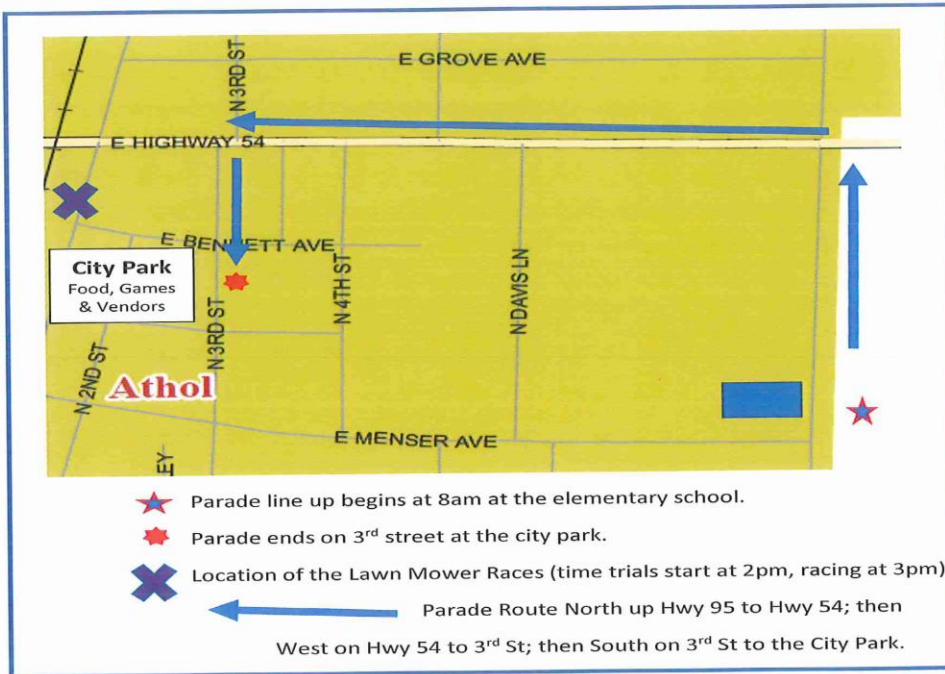 E GROVE AVE
N 3RD ST
E HIGHWAY 54
E BENNETT AVE
City Park
Food, Games
& Vendors
N 3RD ST
N 4TH ST
N DAVIS LN
N 2ND ST
Athol
E MENSER AVE
EY
Parade line up begins at 8am at the elementary school.
Parade ends on 3rd street at the city park.
Location of the Lawn Mower Races (time trials start at 2pm, racing at 3pm)
Parade Route North up Hwy 95 to Hwy 54; then
West on Hwy 54 to 3rd St; then South on 3rd St to the City Park.